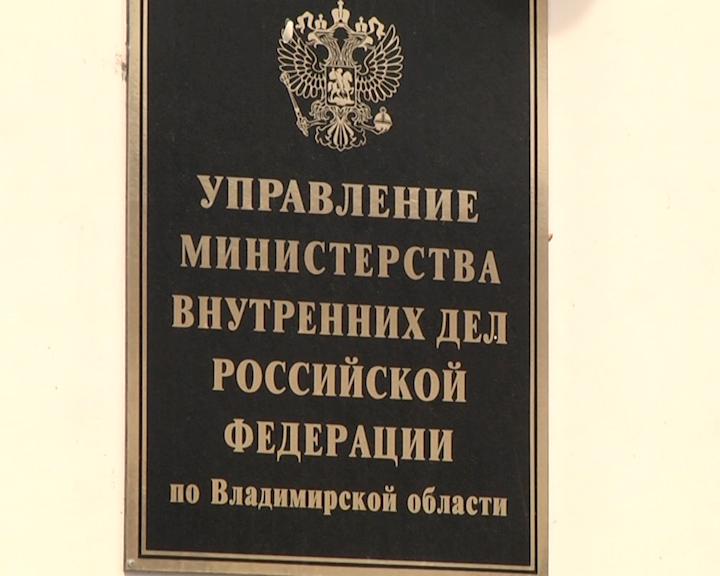 УПРАВЛЕНИЕ
МИНИСТЕРСТВА
ВНУТРЕННИХ ДЕЛ
РОССИЙСКОЙ
ФЕДЕРАЦИИ
по Владимирской области